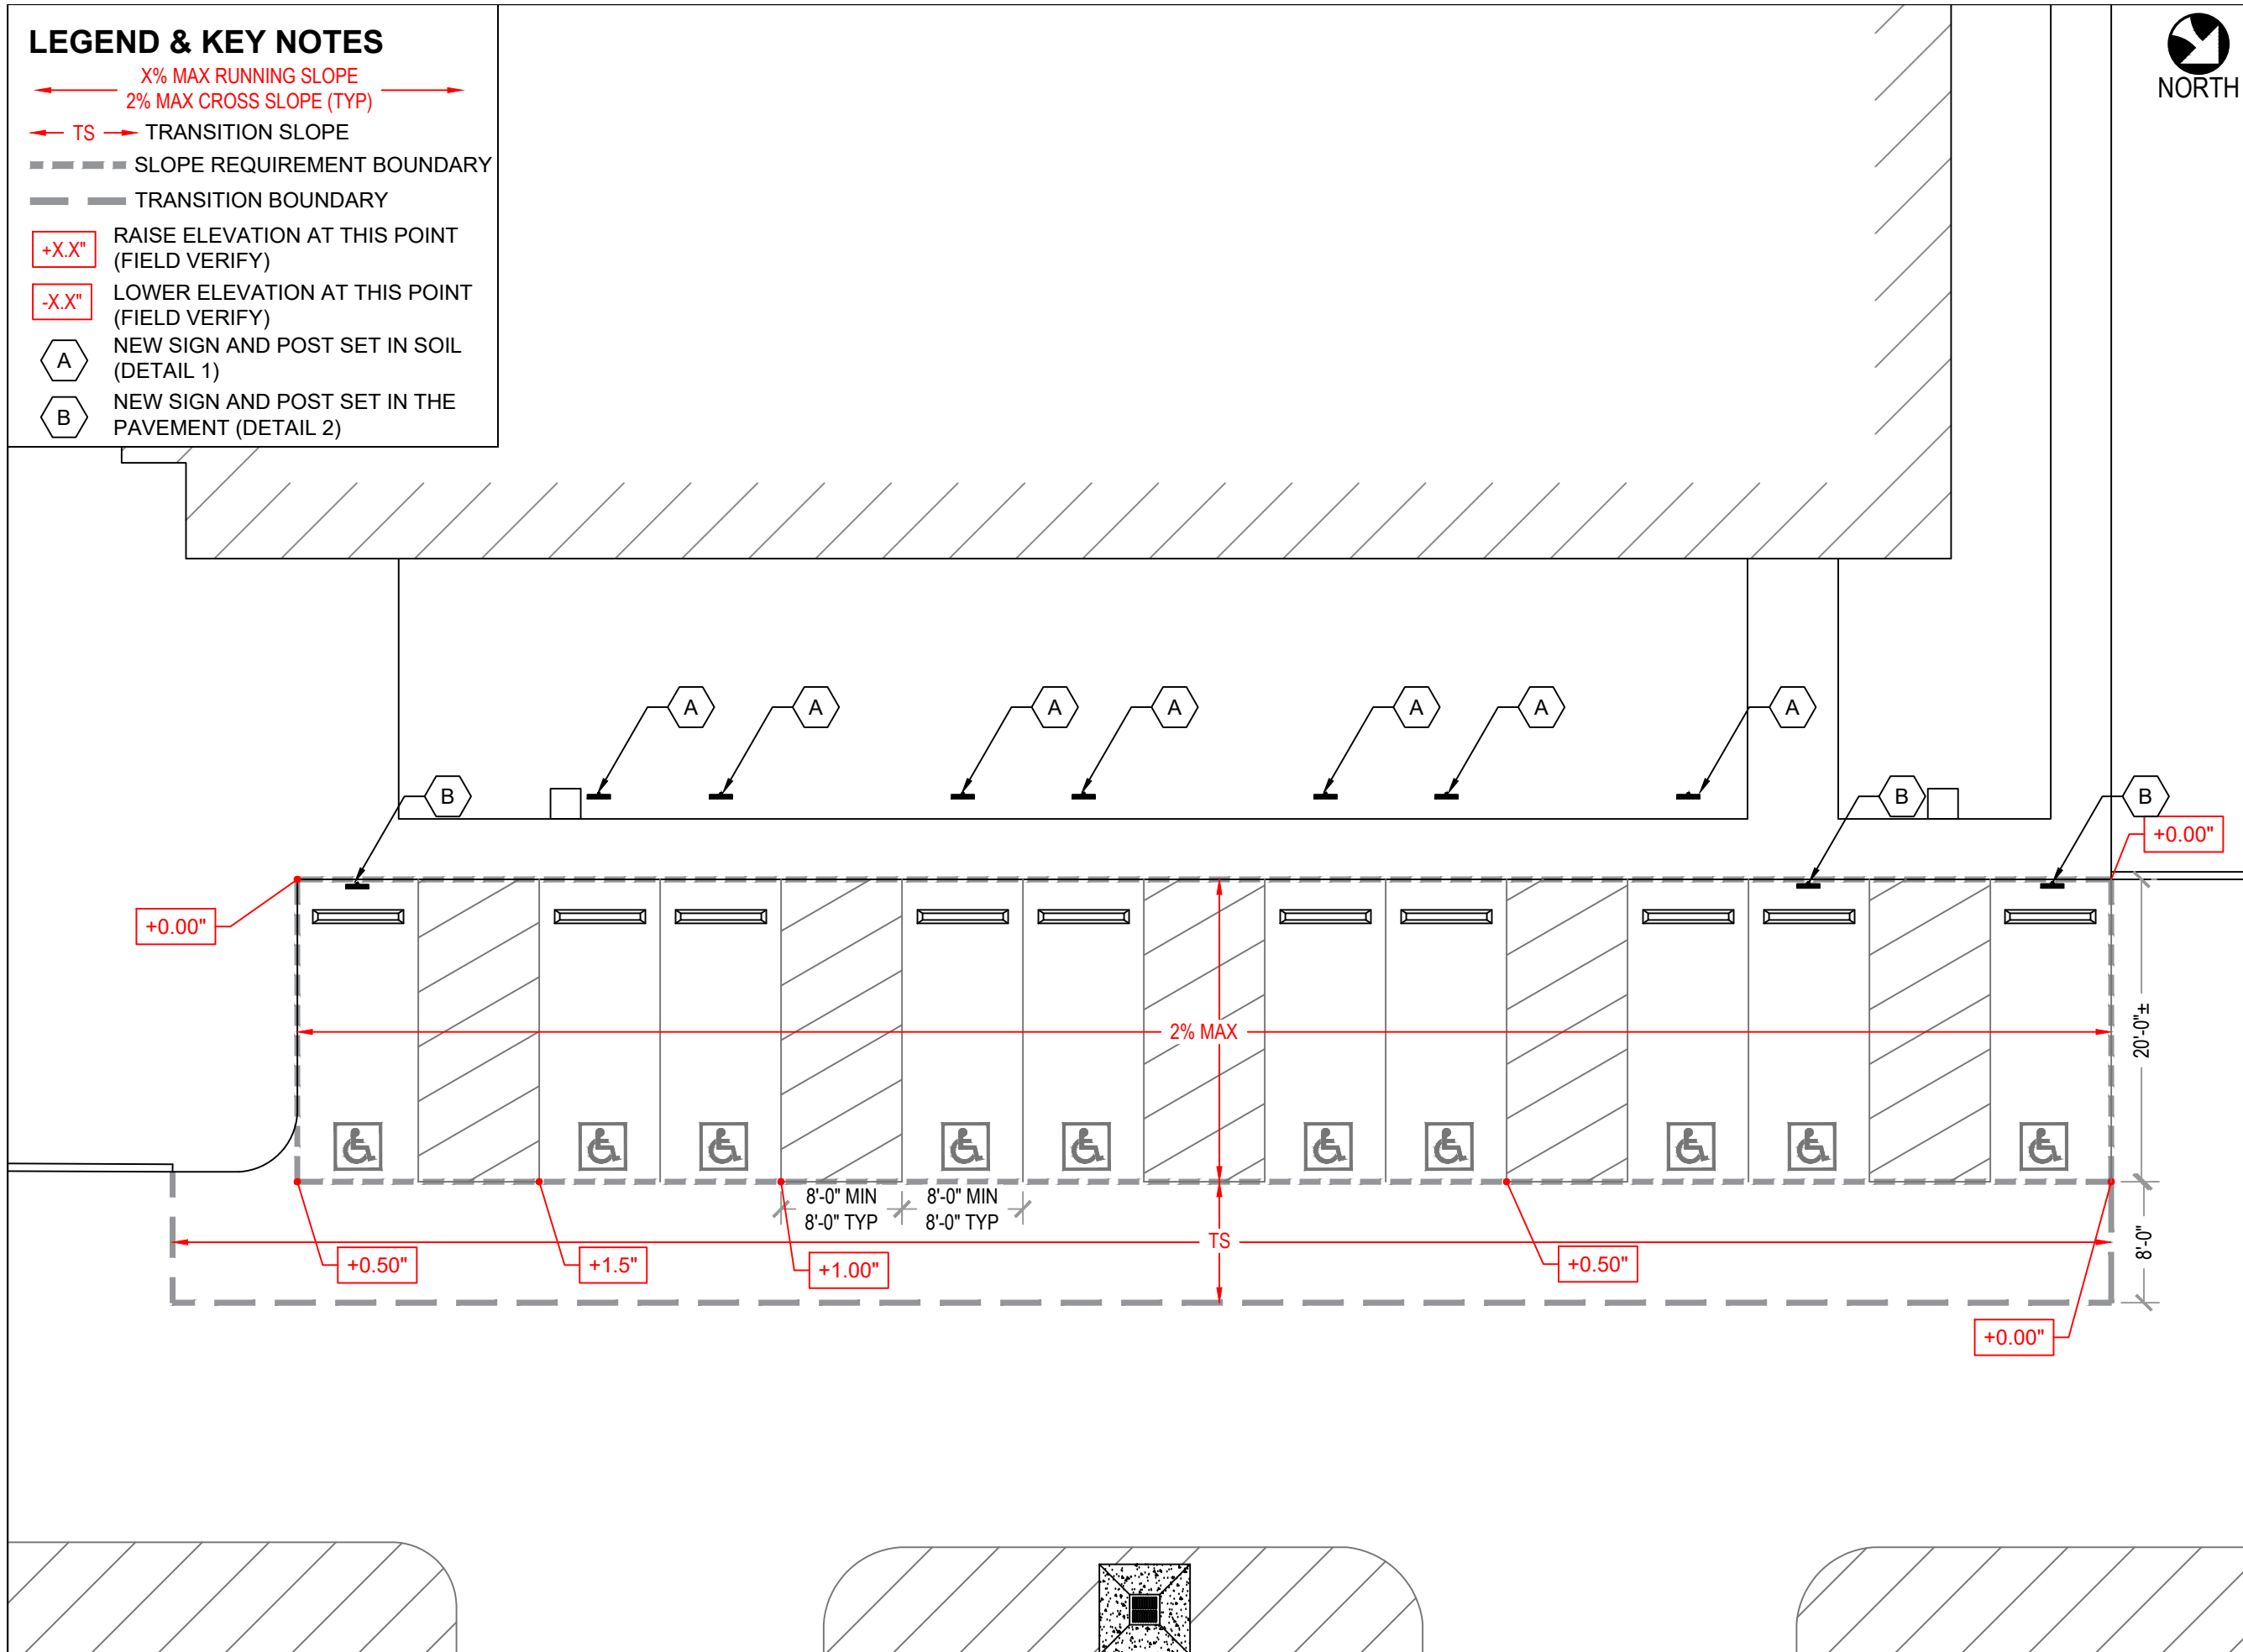 LEGEND & KEY NOTES
X% MAX RUNNING SLOPE
2% MAX CROSS SLOPE (TYP)
TS TRANSITION SLOPE
SLOPE REQUIREMENT BOUNDARY
TRANSITION BOUNDARY
+X.X" RAISE ELEVATION AT THIS POINT
(FIELD VERIFY)
-X.X" LOWER ELEVATION AT THIS POINT
(FIELD VERIFY)
A NEW SIGN AND POST SET IN SOIL
(DETAIL 1)
B NEW SIGN AND POST SET IN THE
PAVEMENT (DETAIL 2)
NORTH
A A A A A A A
B B B
+0.00"
+0.00"
2% MAX
20'-0"±
8'-0" MIN 8'-0" MIN
8'-0" TYP 8'-0" TYP
TS
8'-0"
+0.50" +1.5" +1.00" +0.50"
+0.00"